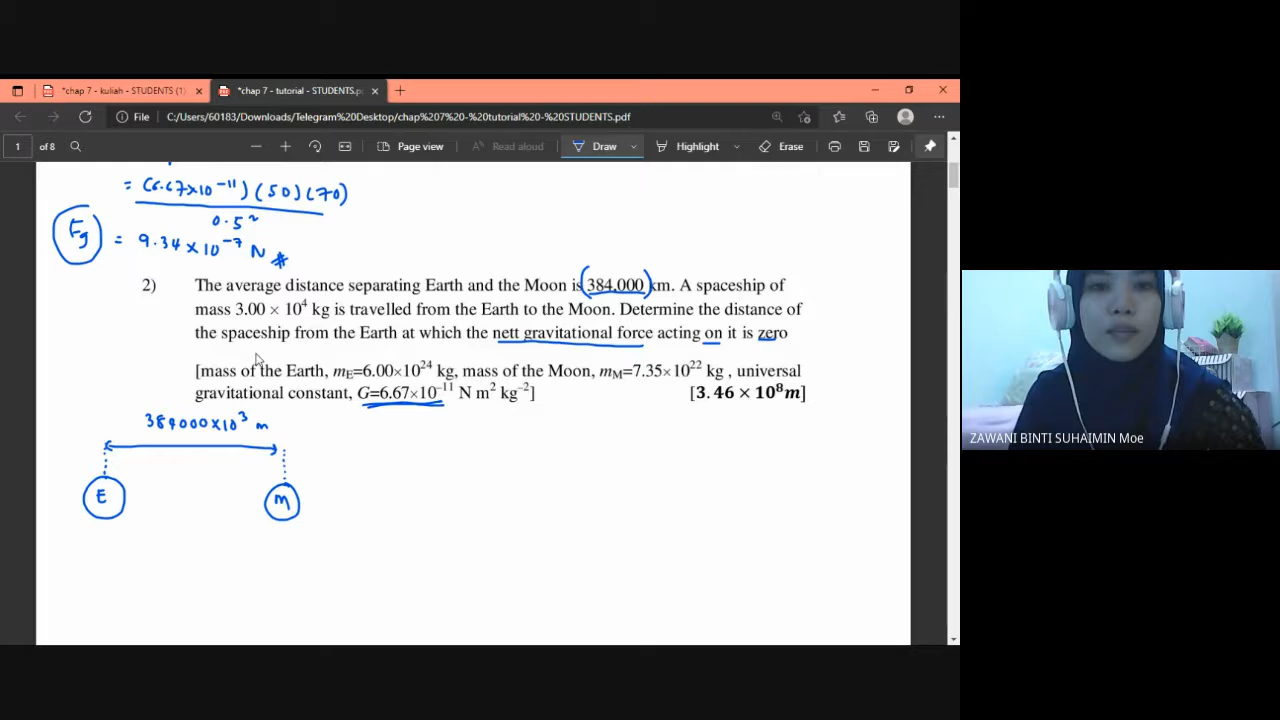 *chap 7 - kuliah - STUDENTS (1)
*chap 7 - tutorial - STUDENTS.p
File C:/Users/60183/Downloads/Telegram%20Desktop/chap%207%20-%20tutorial%20-%20STUDENTS.pdf
1 of 8 Page view Read aloud Draw Highlight Erase
= (6.67×10⁻¹¹)(50)(70)
0.5²
Fg = 9.34×10⁻⁷ N #
2) The average distance separating Earth and the Moon is (384,000) km. A spaceship of
mass 3.00 × 10⁴ kg is travelled from the Earth to the Moon. Determine the distance of
the spaceship from the Earth at which the nett gravitational force acting on it is zero
[mass of the Earth, mE=6.00×10²⁴ kg, mass of the Moon, mM=7.35×10²² kg , universal
gravitational constant, G=6.67×10⁻¹¹ N m² kg⁻²] [3.46 × 10⁸m]
384000×10³ m
E M
ZAWANI BINTI SUHAIMIN Moe